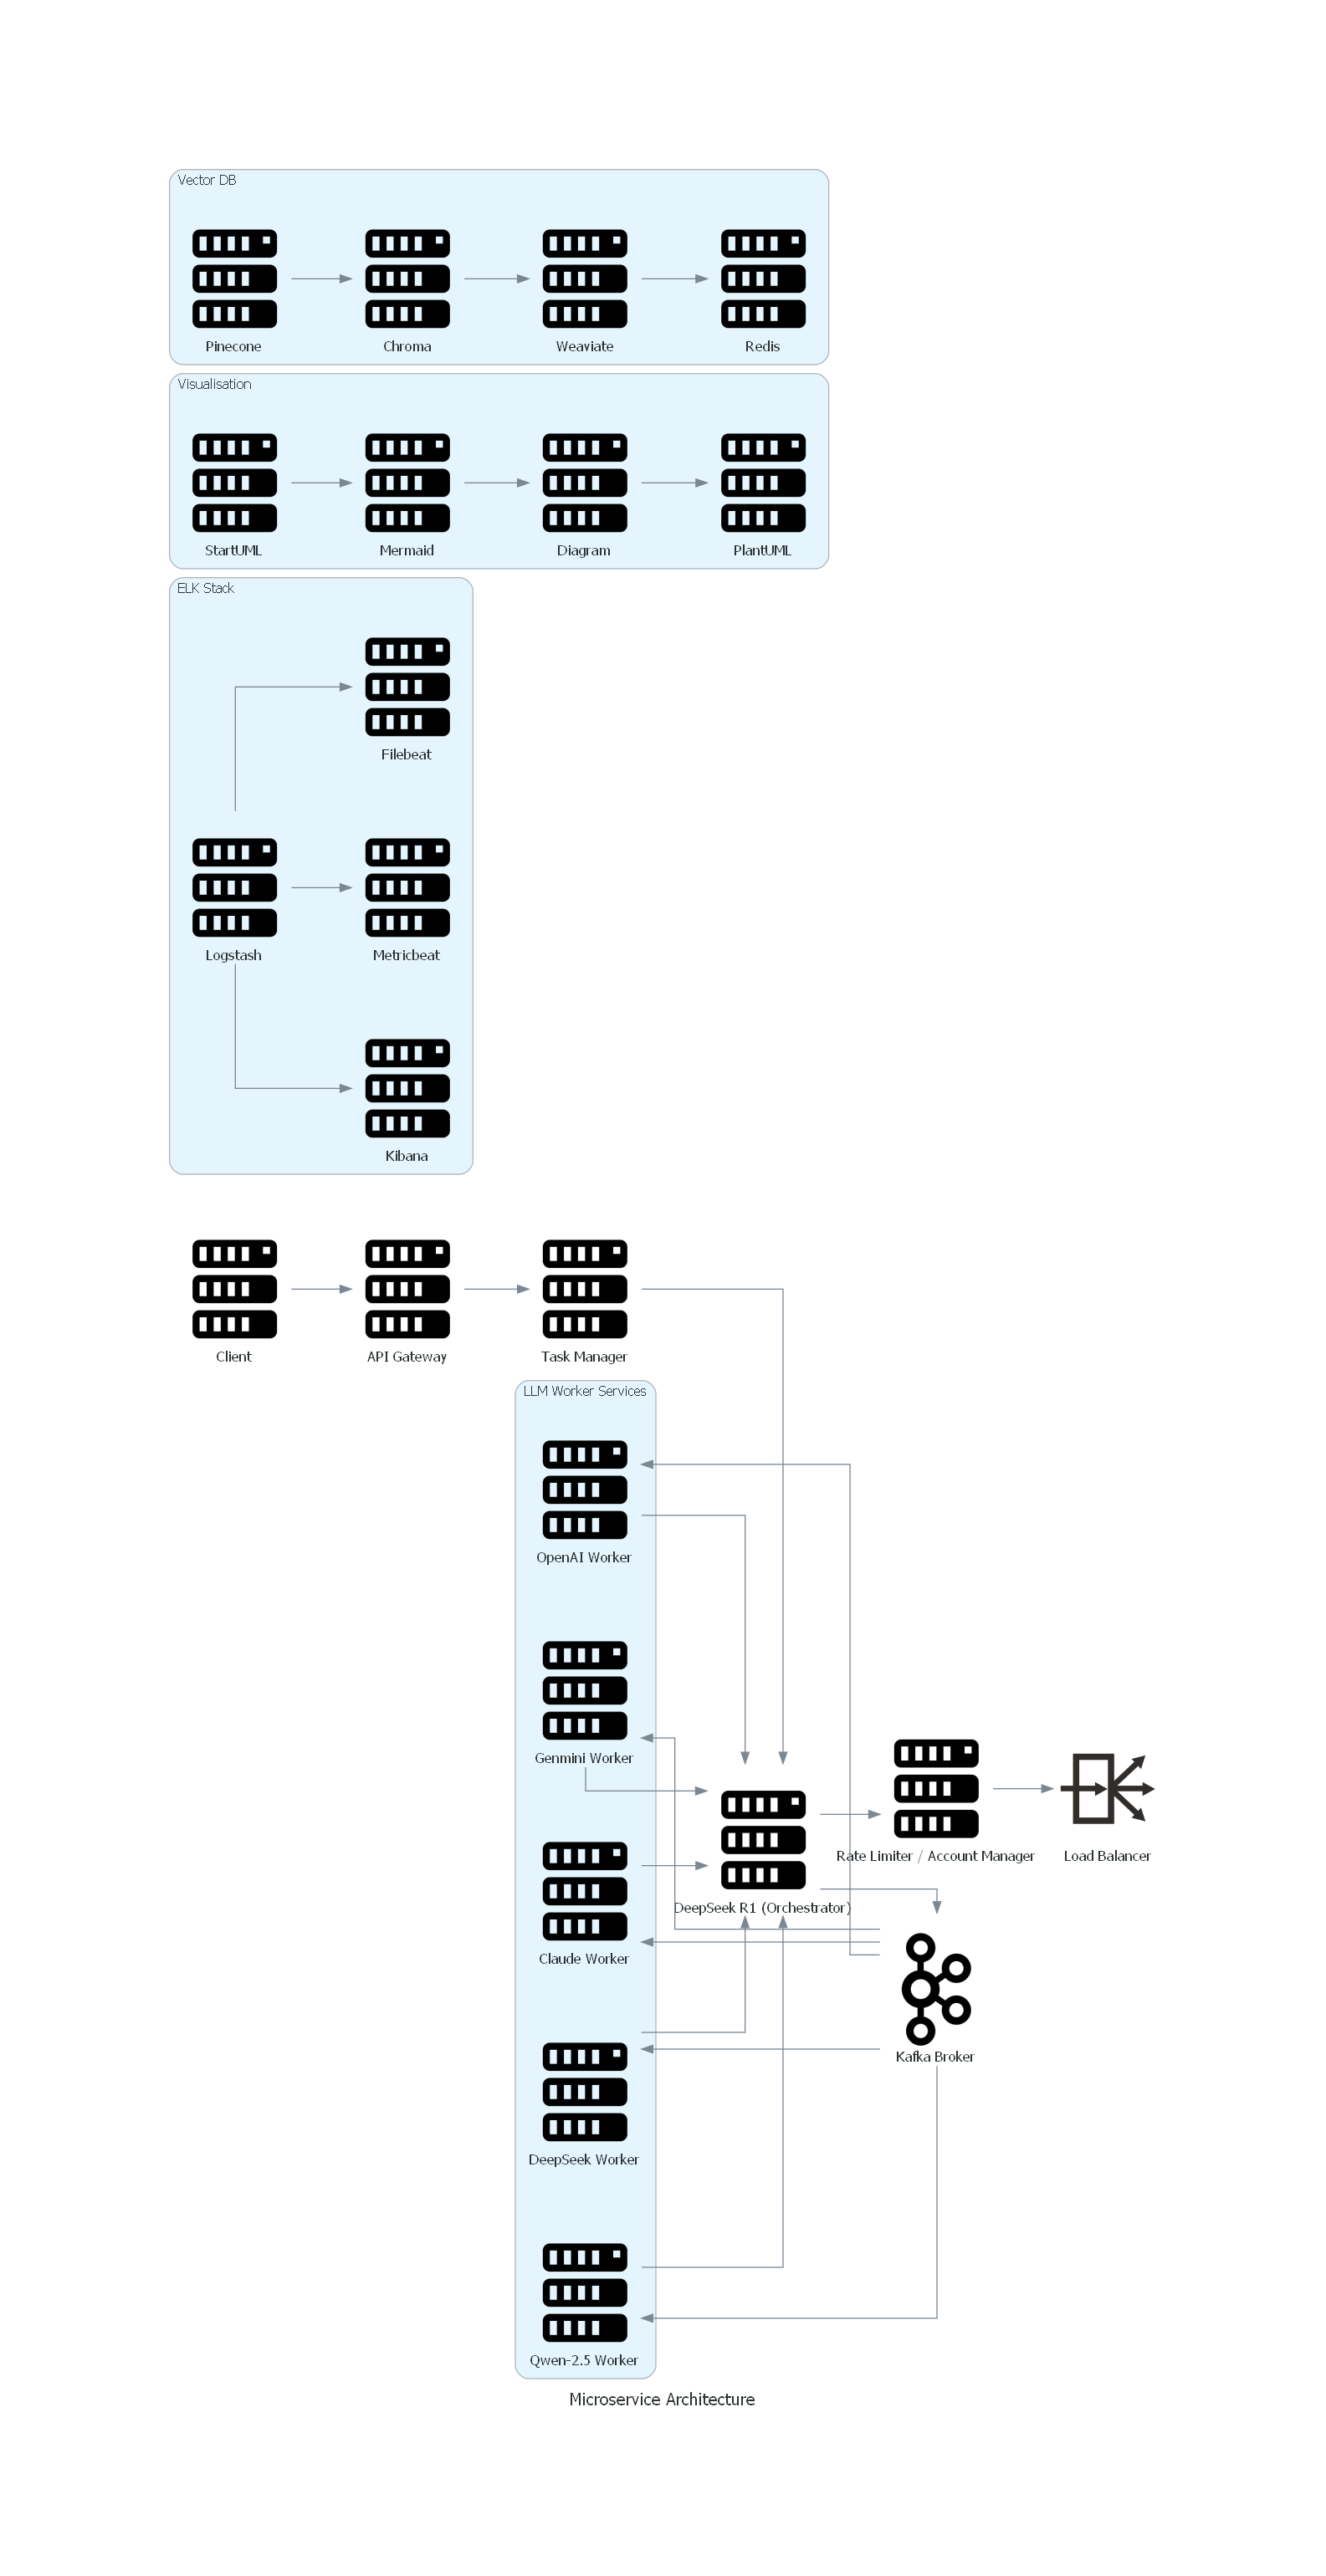 Vector DB
Pinecone
Chroma
Weaviate
Redis
Visualisation
StartUML
Mermaid
Diagram
PlantUML
ELK Stack
Filebeat
Logstash
Metricbeat
Kibana
Client
API Gateway
Task Manager
LLM Worker Services
OpenAI Worker
Genmini Worker
Rate Limiter / Account Manager
Load Balancer
DeepSeek R1 (Orchestrator)
Claude Worker
Kafka Broker
DeepSeek Worker
Qwen-2.5 Worker
Microservice Architecture